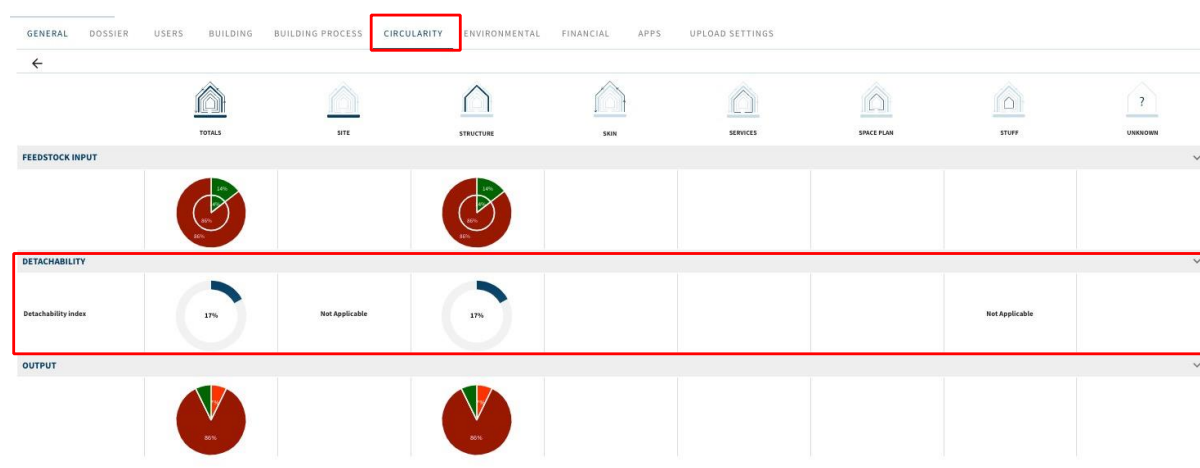 GENERAL DOSSIER USERS BUILDING BUILDING PROCESS CIRCULARITY ENVIRONMENTAL FINANCIAL APPS UPLOAD SETTINGS
?
TOTALS SITE STRUCTURE SKIN SERVICES SPACE PLAN STUFF UNKNOWN
FEEDSTOCK INPUT
14% 14%
86% 86%
86% 86%
DETACHABILITY
Detachability index 17% Not Applicable 17% Not Applicable
OUTPUT
86% 86%